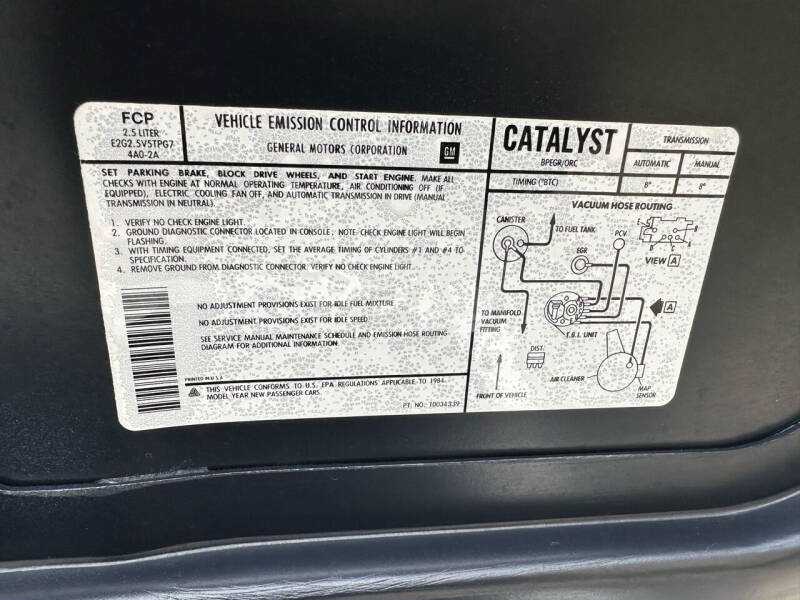 FCP
2.5 LITER
E2G2.5V5TPG7
4A0-2A
VEHICLE EMISSION CONTROL INFORMATION
GENERAL MOTORS CORPORATION
GM
CATALYST
BPEGR/ORC
TRANSMISSION
AUTOMATIC
MANUAL
TIMING (°BTC)
8°
8°
SET PARKING BRAKE, BLOCK DRIVE WHEELS, AND START ENGINE. MAKE ALL
CHECKS WITH ENGINE AT NORMAL OPERATING TEMPERATURE, AIR CONDITIONING OFF (IF
EQUIPPED), ELECTRIC COOLING FAN OFF, AND AUTOMATIC TRANSMISSION IN DRIVE (MANUAL
TRANSMISSION IN NEUTRAL).
1. VERIFY NO CHECK ENGINE LIGHT.
2. GROUND DIAGNOSTIC CONNECTOR LOCATED IN CONSOLE. NOTE: CHECK ENGINE LIGHT WILL BEGIN
FLASHING.
3. WITH TIMING EQUIPMENT CONNECTED, SET THE AVERAGE TIMING OF CYLINDERS #1 AND #4 TO
SPECIFICATION.
4. REMOVE GROUND FROM DIAGNOSTIC CONNECTOR. VERIFY NO CHECK ENGINE LIGHT.
NO ADJUSTMENT PROVISIONS EXIST FOR IDLE FUEL MIXTURE
NO ADJUSTMENT PROVISIONS EXIST FOR IDLE SPEED
SEE SERVICE MANUAL MAINTENANCE SCHEDULE AND EMISSION HOSE ROUTING
DIAGRAM FOR ADDITIONAL INFORMATION.
PRINTED IN U.S.A.
THIS VEHICLE CONFORMS TO U.S. EPA REGULATIONS APPLICABLE TO 1984
MODEL YEAR NEW PASSENGER CARS.
PT. NO. 10034339
VACUUM HOSE ROUTING
CANISTER
TO FUEL TANK
PCV
EGR
VIEW A
A
TO MANIFOLD
VACUUM
FITTING
T.B.I. UNIT
DIST.
AIR CLEANER
FRONT OF VEHICLE
MAP
SENSOR